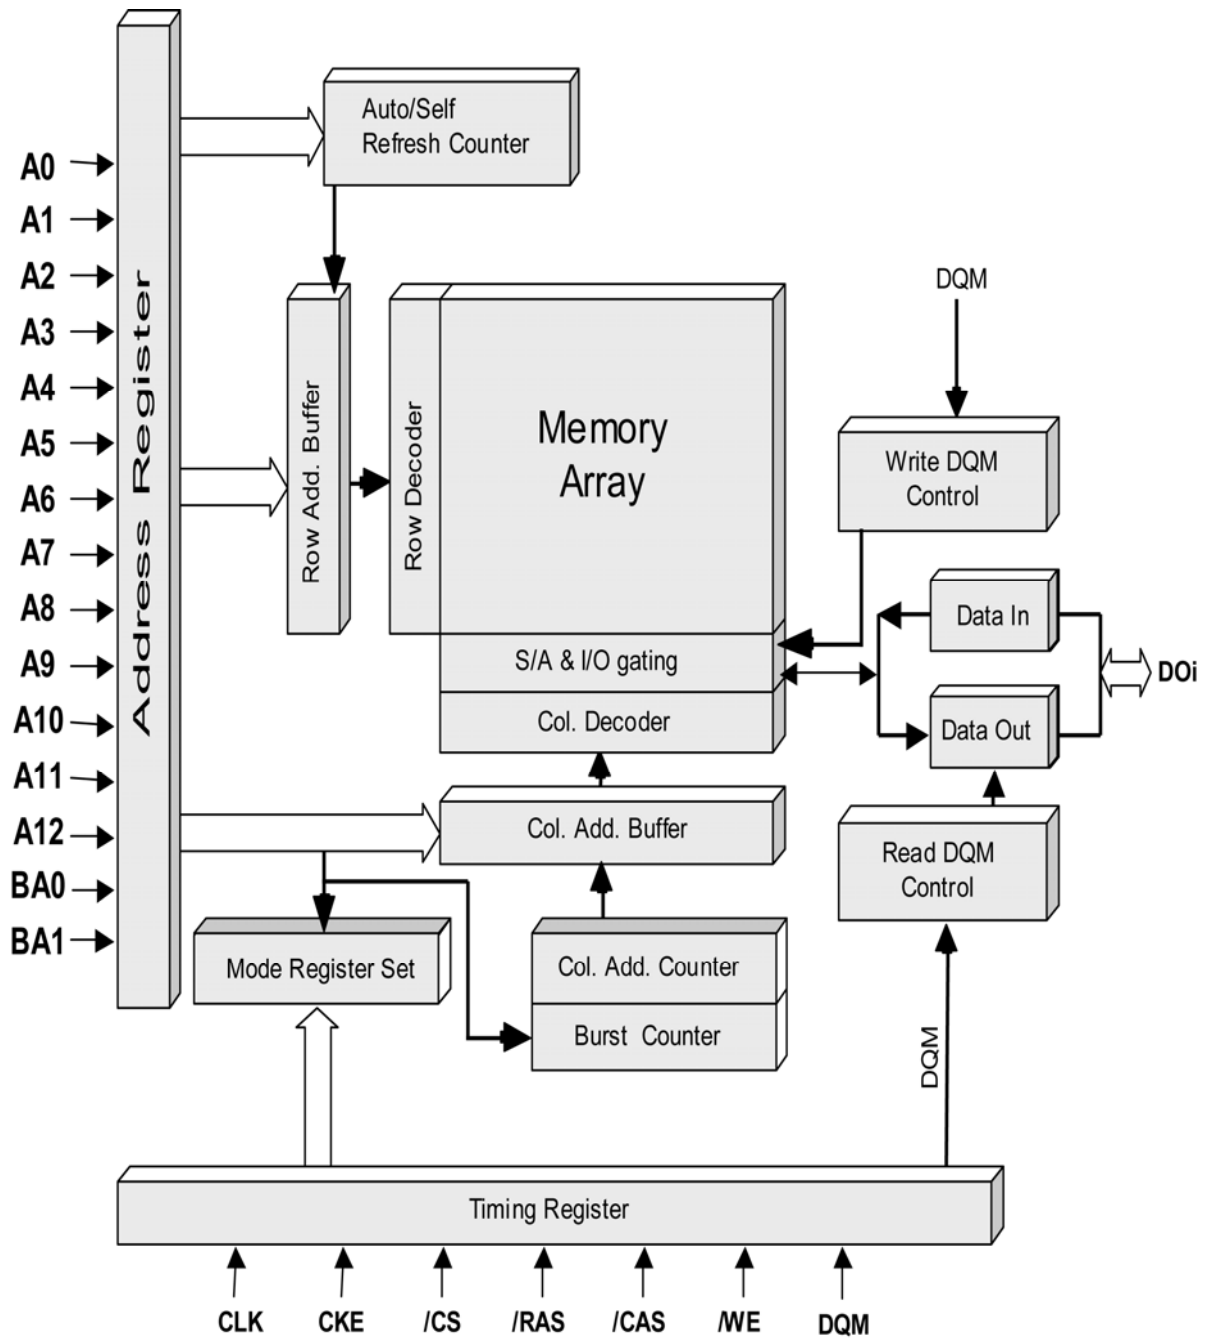 Auto/Self
Refresh Counter
A0
A1
A2
A3
A4
A5
A6
A7
A8
A9
A10
A11
A12
BA0
BA1
Address Register
Row Add. Buffer
Row Decoder
Memory
Array
S/A & I/O gating
Col. Decoder
Col. Add. Buffer
Mode Register Set
Col. Add. Counter
Burst Counter
DQM
Write DQM
Control
Data In
Data Out
DOi
Read DQM
Control
DQM
Timing Register
CLK
CKE
/CS
/RAS
/CAS
/WE
DQM